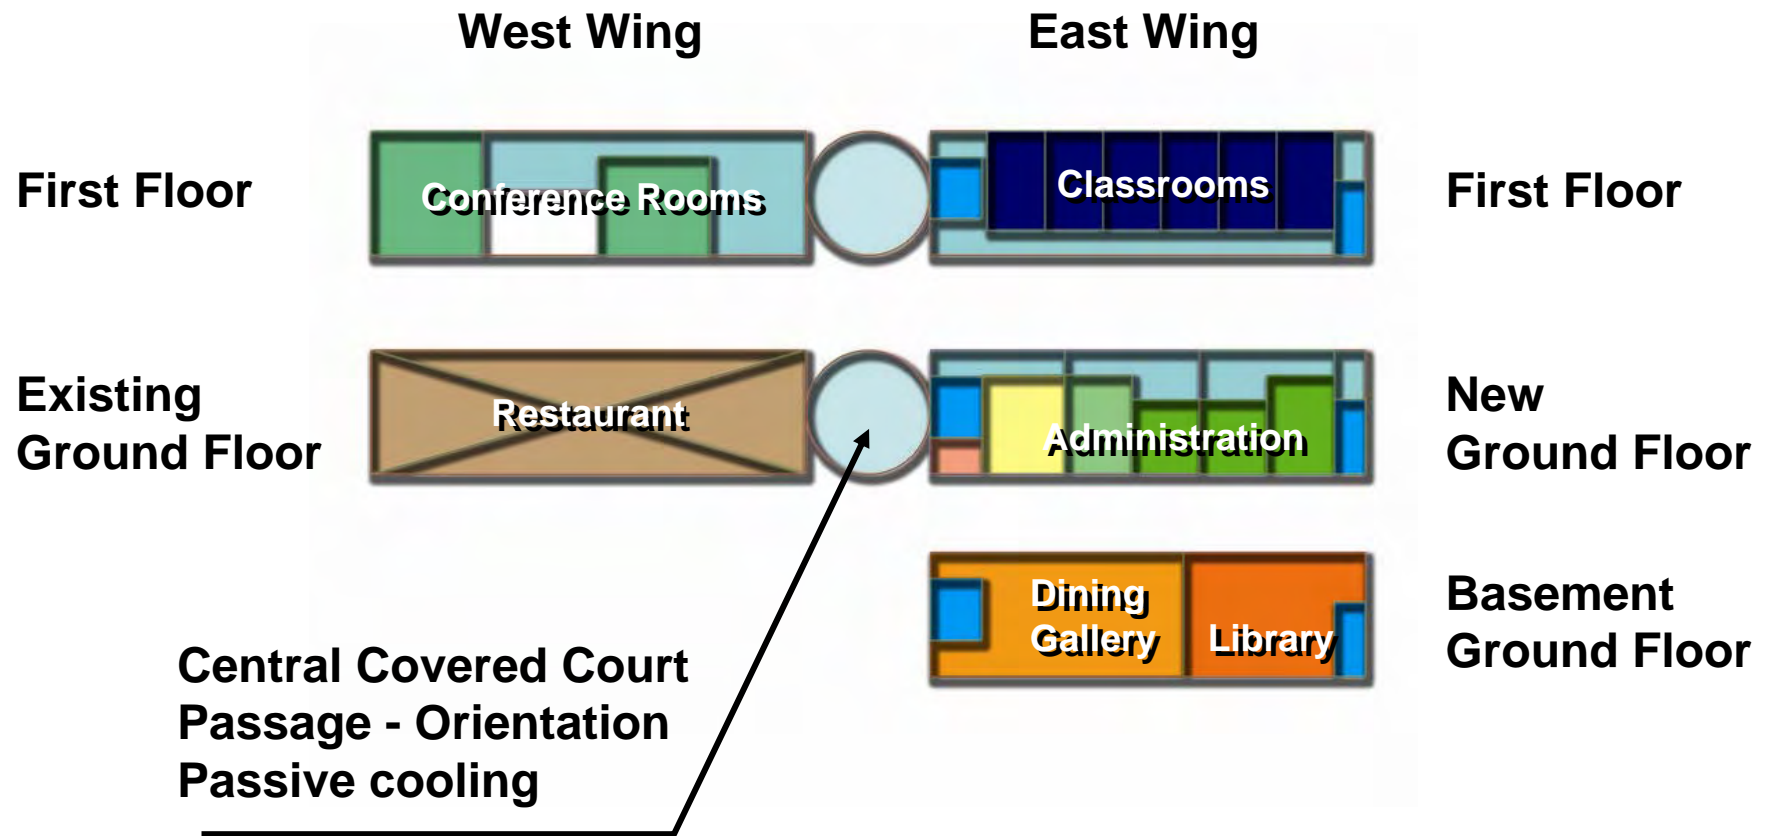 West Wing
East Wing
First Floor
Conference Rooms
Classrooms
First Floor
Existing
Ground Floor
Restaurant
Administration
New
Ground Floor
Dining
Gallery
Library
Basement
Ground Floor
Central Covered Court
Passage - Orientation
Passive cooling